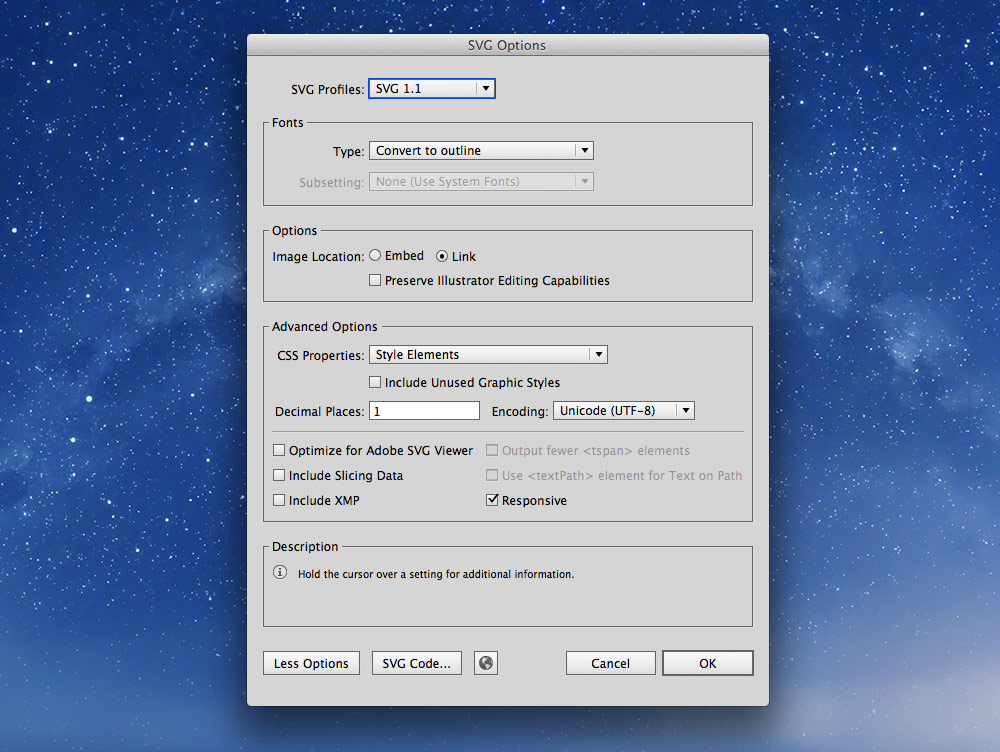 SVG Options
SVG Profiles: SVG 1.1
Fonts
Type: Convert to outline
Subsetting: None (Use System Fonts)
Options
Image Location: Embed Link
Preserve Illustrator Editing Capabilities
Advanced Options
CSS Properties: Style Elements
Include Unused Graphic Styles
Decimal Places: 1 Encoding: Unicode (UTF-8)
Optimize for Adobe SVG Viewer Output fewer <tspan> elements
Include Slicing Data Use <textPath> element for Text on Path
Include XMP Responsive
Description
Hold the cursor over a setting for additional information.
Less Options SVG Code... Cancel OK